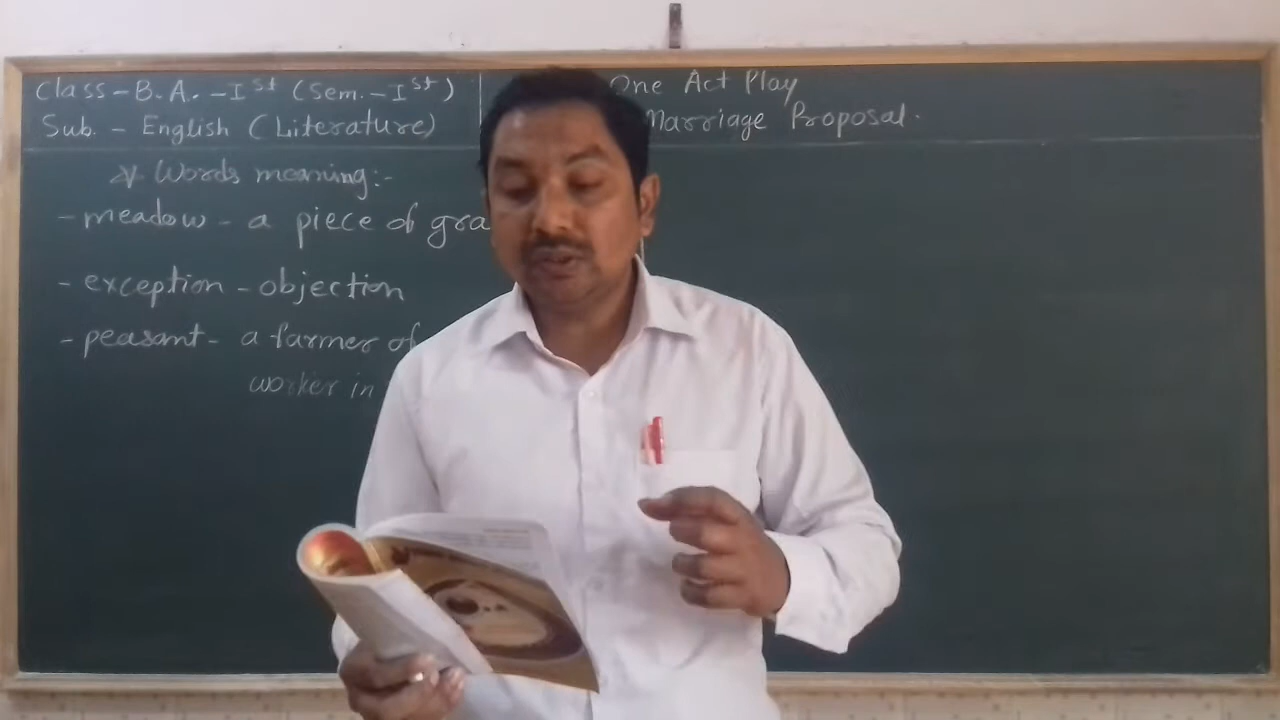 Class - B.A. - Ist (Sem. - Ist)
Sub. - English (Literature)
One Act Play
Marriage Proposal.
* Words meaning:-
- meadow - a piece of gra
- exception - objection
- peasant - a farmer of
worker in